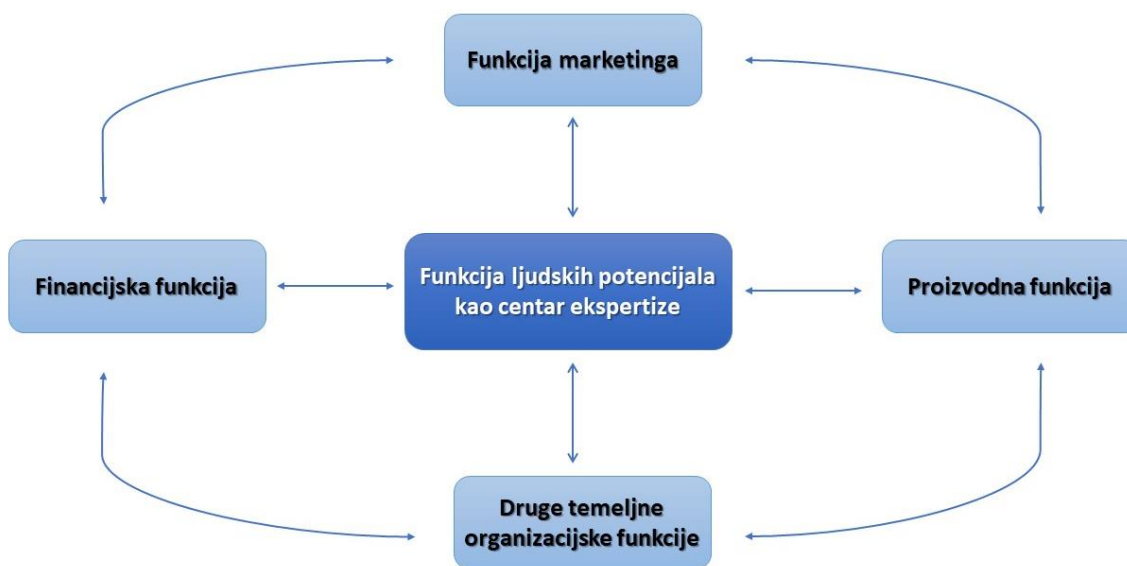 Funkcija marketinga
Financijska funkcija
Funkcija ljudskih potencijala
kao centar ekspertize
Proizvodna funkcija
Druge temeljne
organizacijske funkcije